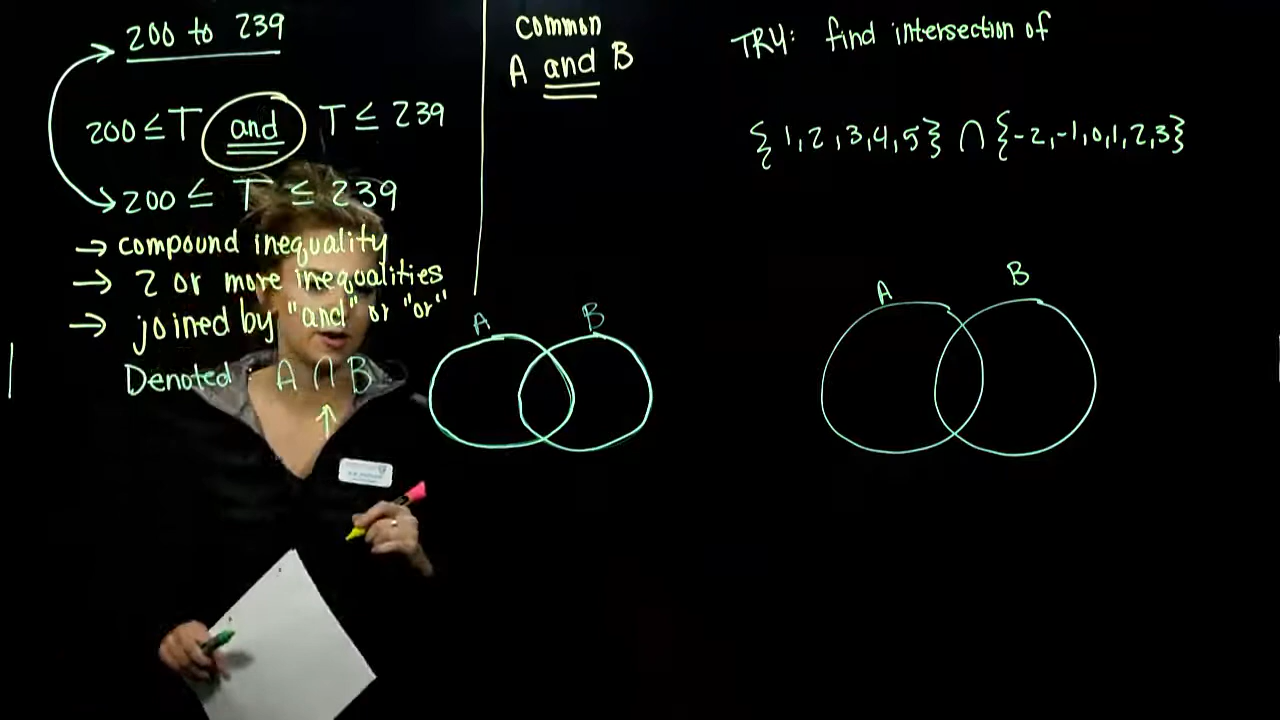 200 to 239
200 ≤ T and T ≤ 239
200 ≤ T ≤ 239
→ compound inequality
→ 2 or more inequalities
→ joined by "and" or "or"
Denoted : A ∩ B
↑
common
A and B
A B
TRY: find intersection of
{1,2,3,4,5} ∩ {-2,-1,0,1,2,3}
A B